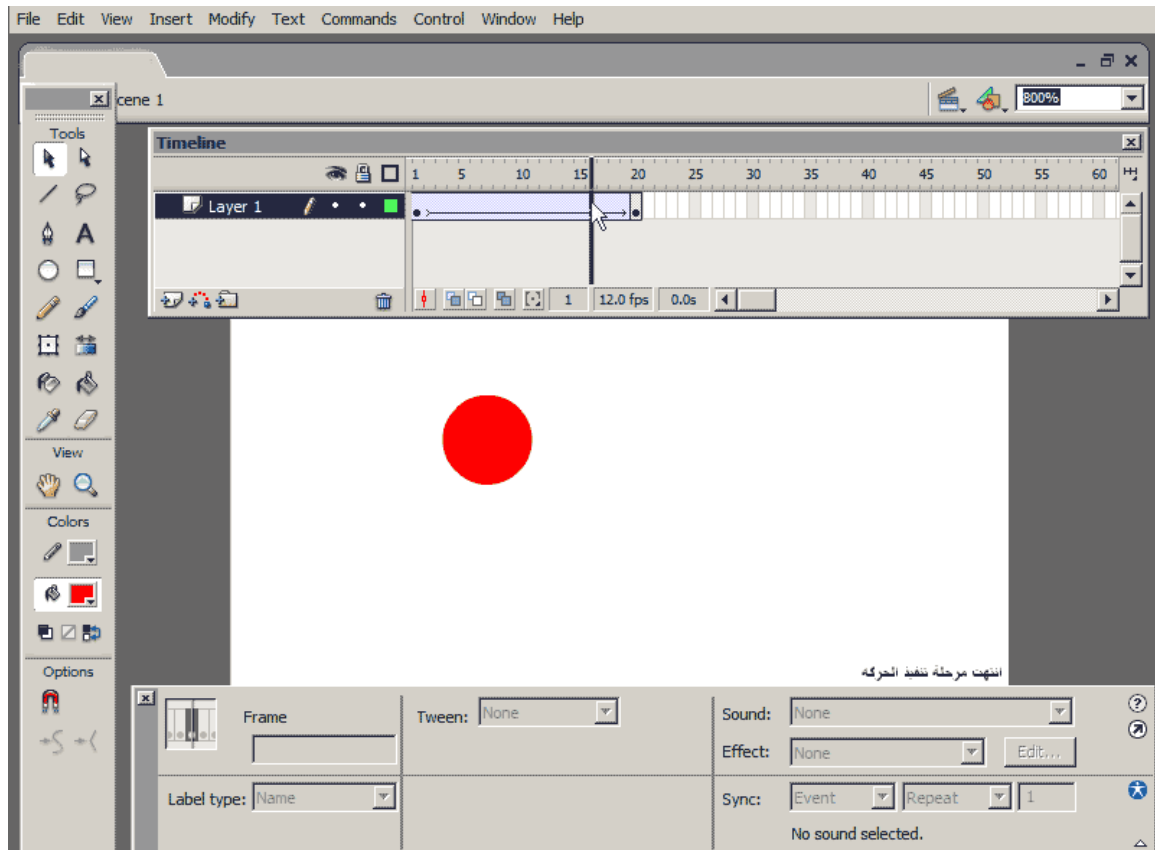 File Edit View Insert Modify Text Commands Control Window Help
cene 1
800%
Tools
Timeline
1 5 10 15 20 25 30 35 40 45 50 55 60
Layer 1
1 12.0 fps 0.0s
View
Colors
Options
انتهت مرحلة تنفيذ الحركه
Frame
Tween: None
Sound: None
Effect: None Edit...
Label type: Name
Sync: Event Repeat 1
No sound selected.